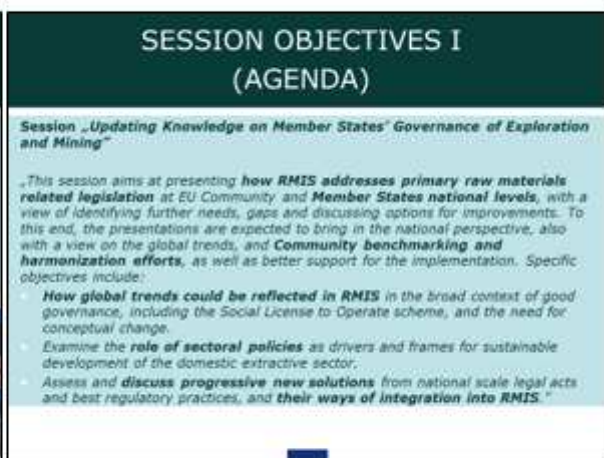 SESSION OBJECTIVES I
(AGENDA)
Session „Updating Knowledge on Member States' Governance of Exploration
and Mining"
„This session aims at presenting how RMIS addresses primary raw materials
related legislation at EU Community and Member States national levels, with a
view of identifying further needs, gaps and discussing options for improvements. To
this end, the presentations are expected to bring in the national perspective, also
with a view on the global trends, and Community benchmarking and
harmonization efforts, as well as better support for the implementation. Specific
objectives include:
How global trends could be reflected in RMIS in the broad context of good
governance, including the Social License to Operate scheme, and the need for
conceptual change.
Examine the role of sectoral policies as drivers and frames for sustainable
development of the domestic extractive sector.
Assess and discuss progressive new solutions from national scale legal acts
and best regulatory practices, and their ways of integration into RMIS."